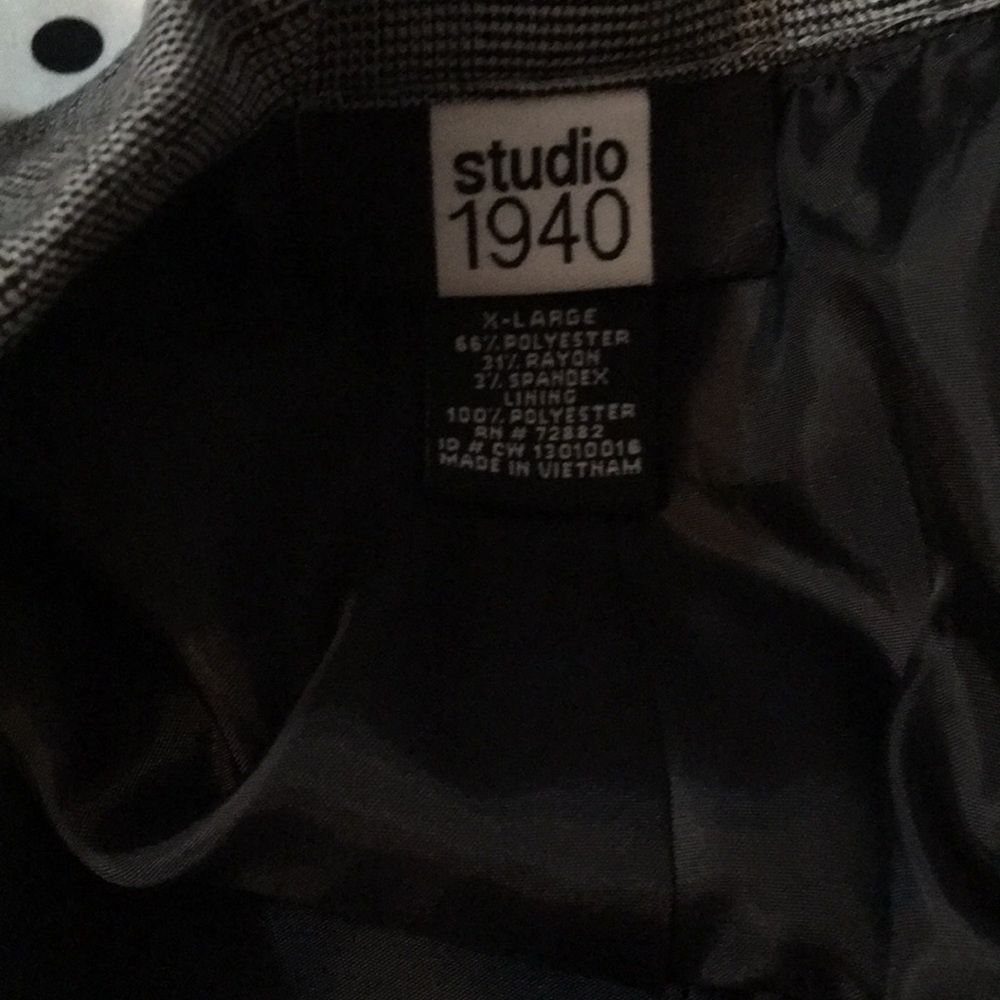 studio
1940
X-LARGE
66% POLYESTER
31% RAYON
3% SPANDEX
LINING
100% POLYESTER
RN # 72882
ID # CW 13010016
MADE IN VIETNAM